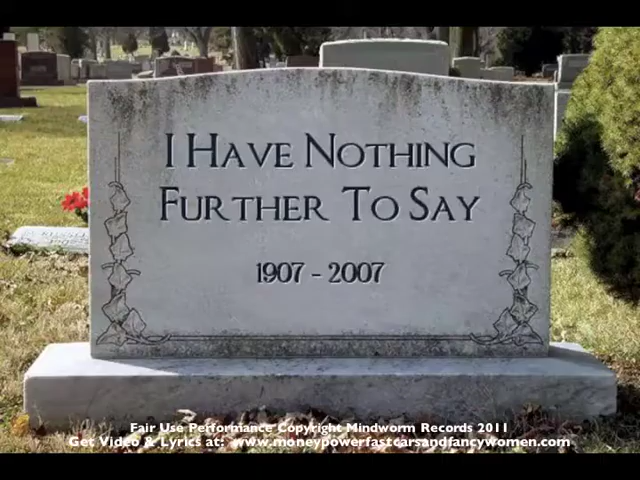 I HAVE NOTHING
FURTHER TO SAY
1907 - 2007
Fair Use Performance Copyright Mindworm Records 2011
Get Video & Lyrics at: www.moneypowerfastcarsandfancywomen.com